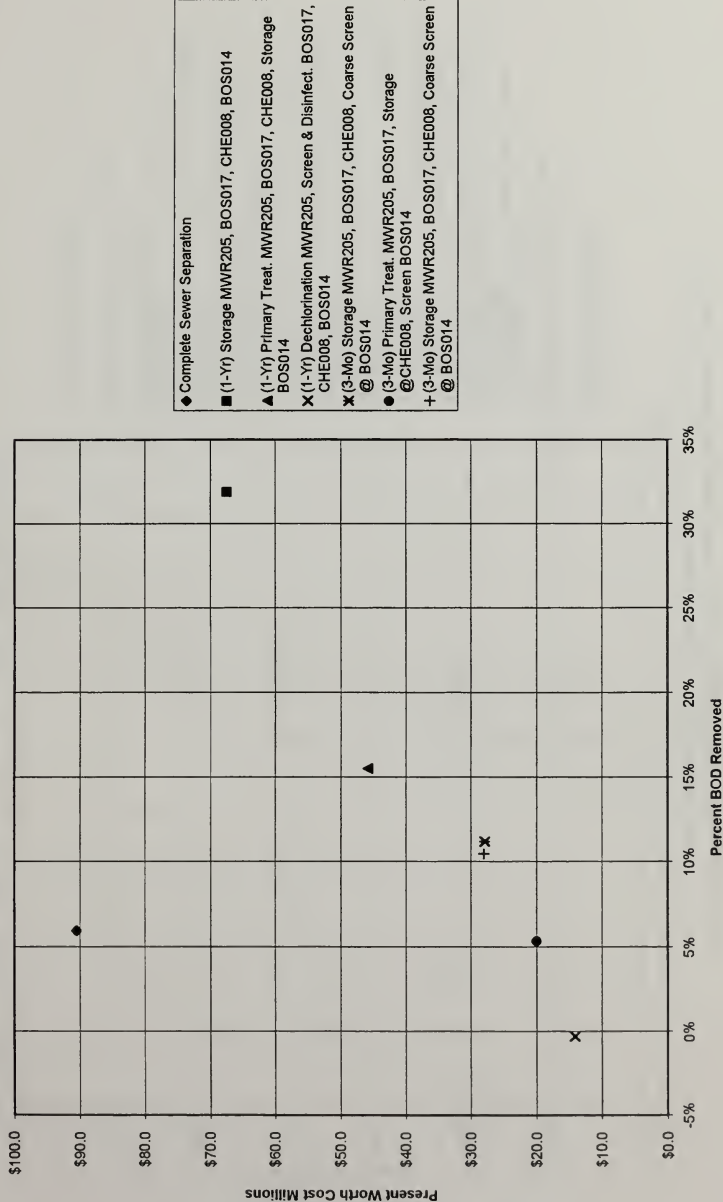 $100.0
$90.0
$80.0
$70.0
$60.0
$50.0
$40.0
$30.0
$20.0
$10.0
$0.0
Present Worth Cost Millions
-5%
0%
5%
10%
15%
20%
25%
30%
35%
Percent BOD Removed
Complete Sewer Separation
(1-Yr) Storage MWR205, BOS017, CHE008, BOS014
(1-Yr) Primary Treat. MWR205, BOS017, CHE008, Storage
BOS014
(1-Yr) Dechlorination MWR205, Screen & Disinfect. BOS017,
CHE008, BOS014
(3-Mo) Storage MWR205, BOS017, CHE008, Coarse Screen
@ BOS014
(3-Mo) Primary Treat. MWR205, BOS017, Storage
@CHE008, Screen BOS014
(3-Mo) Storage MWR205, BOS017, CHE008, Coarse Screen
@ BOS014